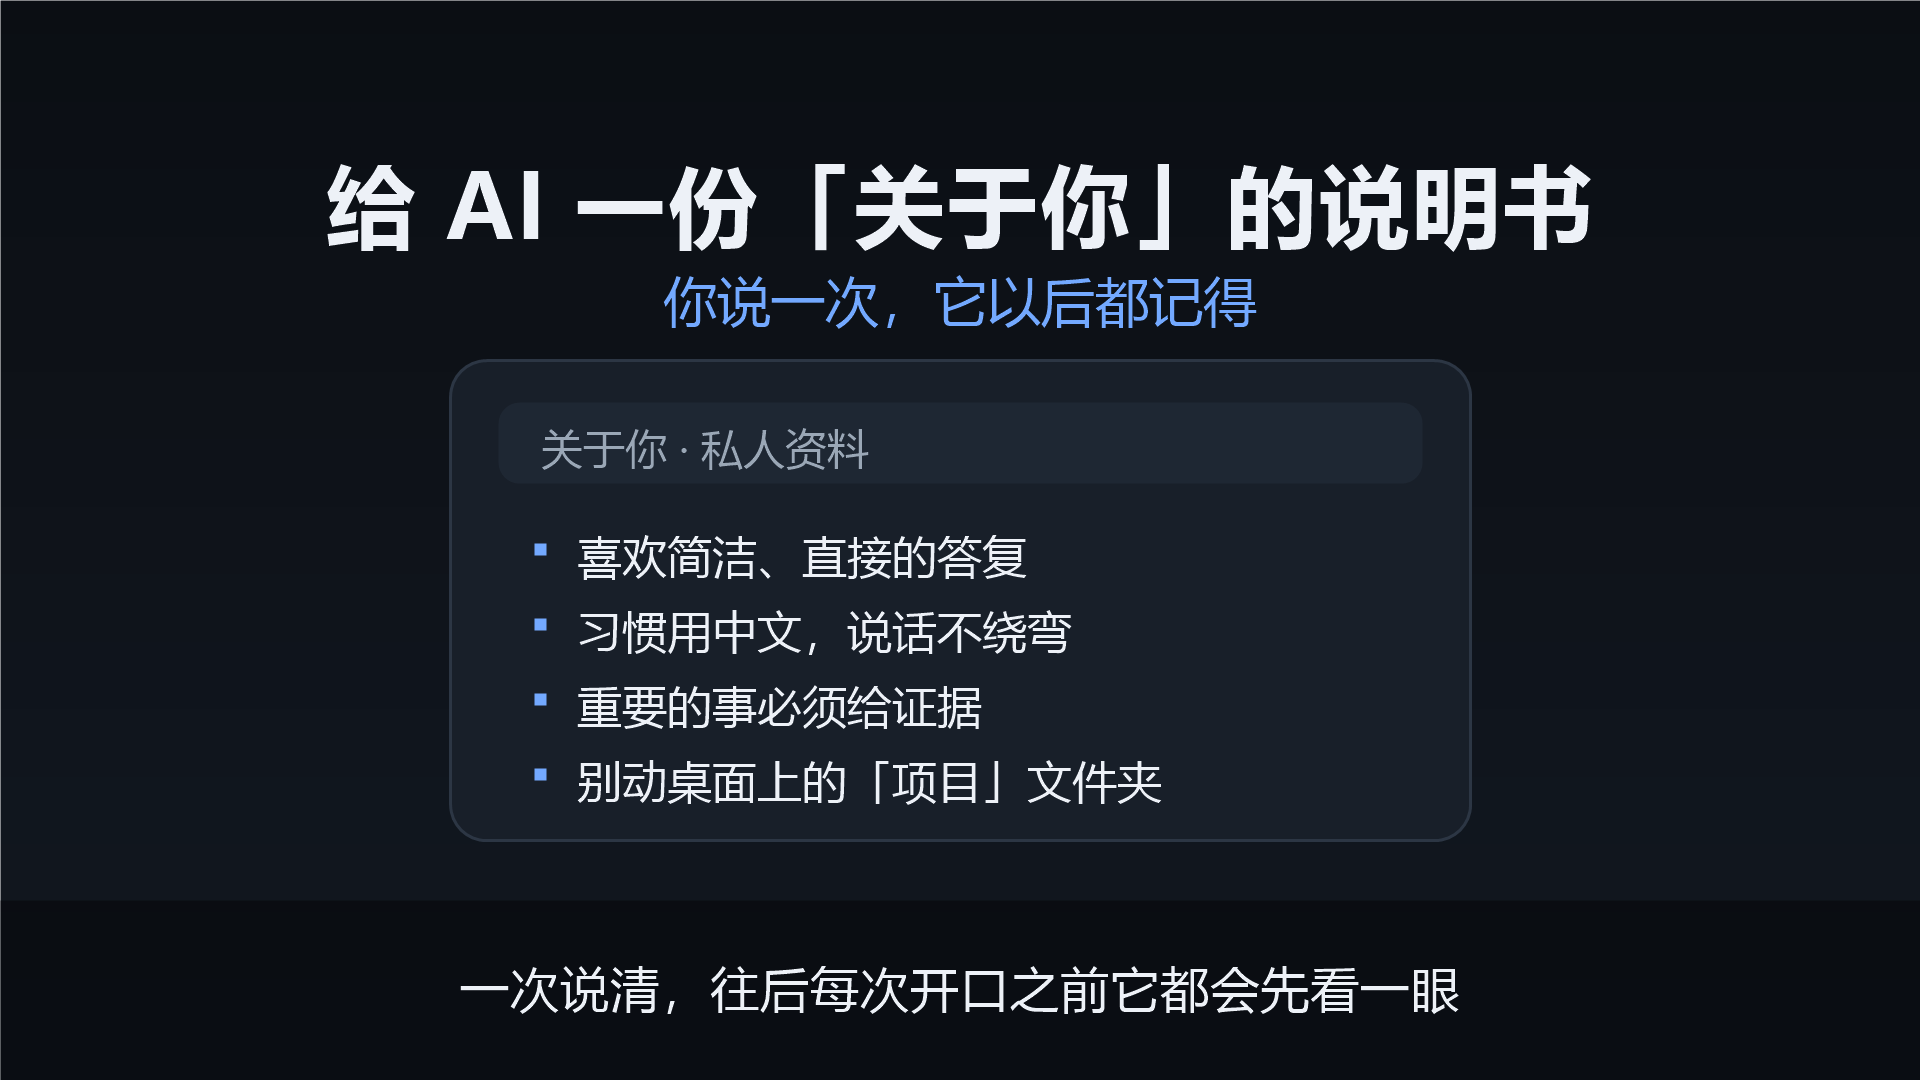 给 AI 一份「关于你」的说明书
你说一次，它以后都记得
关于你 · 私人资料
喜欢简洁、直接的答复
习惯用中文，说话不绕弯
重要的事必须给证据
别动桌面上的「项目」文件夹
一次说清，往后每次开口之前它都会先看一眼